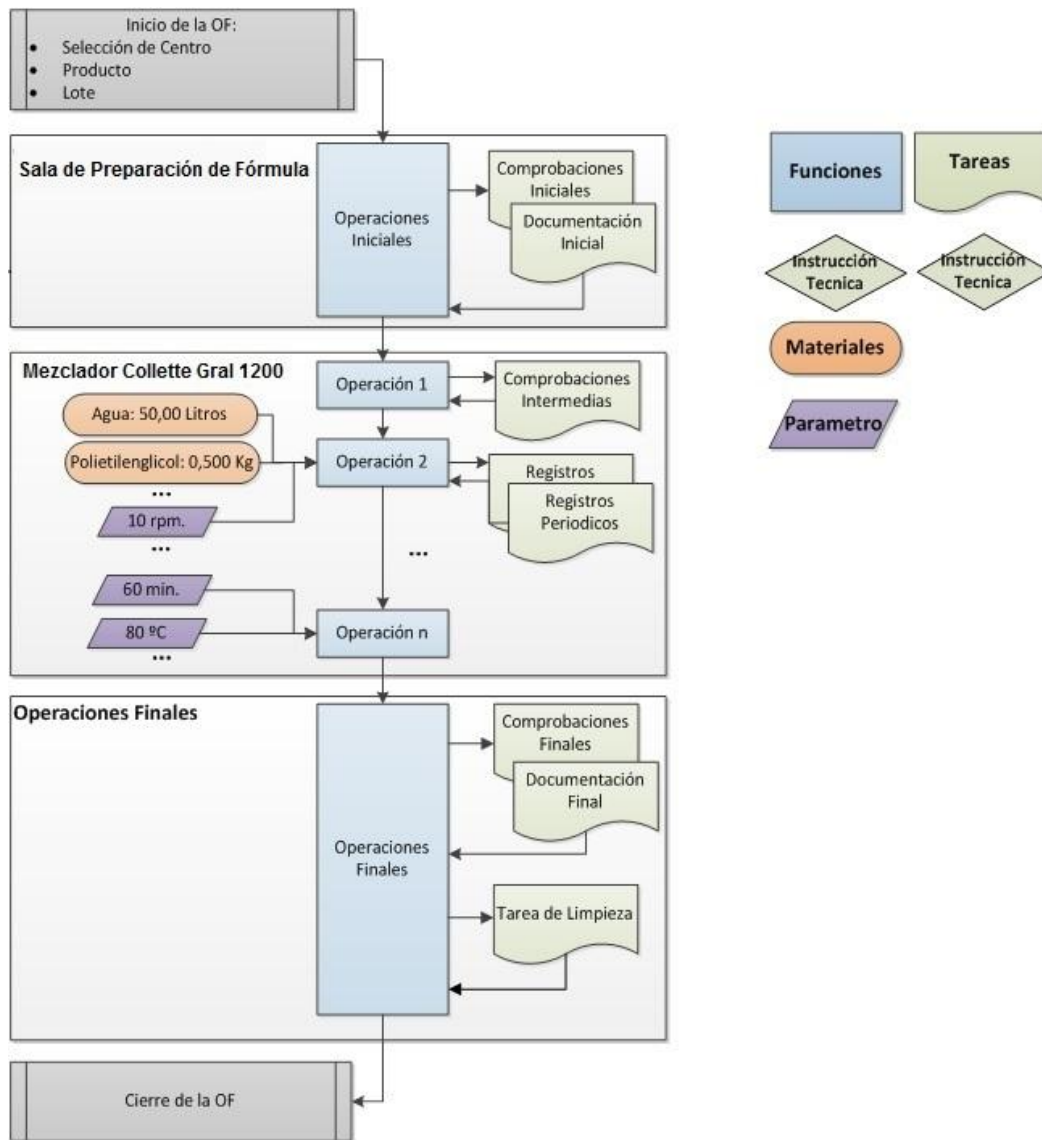 Inicio de la OF:
• Selección de Centro
• Producto
• Lote
Sala de Preparación de Fórmula
Operaciones
Iniciales
Comprobaciones
Iniciales
Documentación
Inicial
Mezclador Collette Gral 1200
Operación 1
Comprobaciones
Intermedias
Agua: 50,00 Litros
Polietilenglicol: 0,500 Kg
...
10 rpm.
...
Operación 2
Registros
Registros
Periodicos
...
60 min.
80 ºC
...
Operación n
Operaciones Finales
Operaciones
Finales
Comprobaciones
Finales
Documentación
Final
Tarea de Limpieza
Cierre de la OF
Funciones
Tareas
Instrucción
Tecnica
Instrucción
Tecnica
Materiales
Parametro